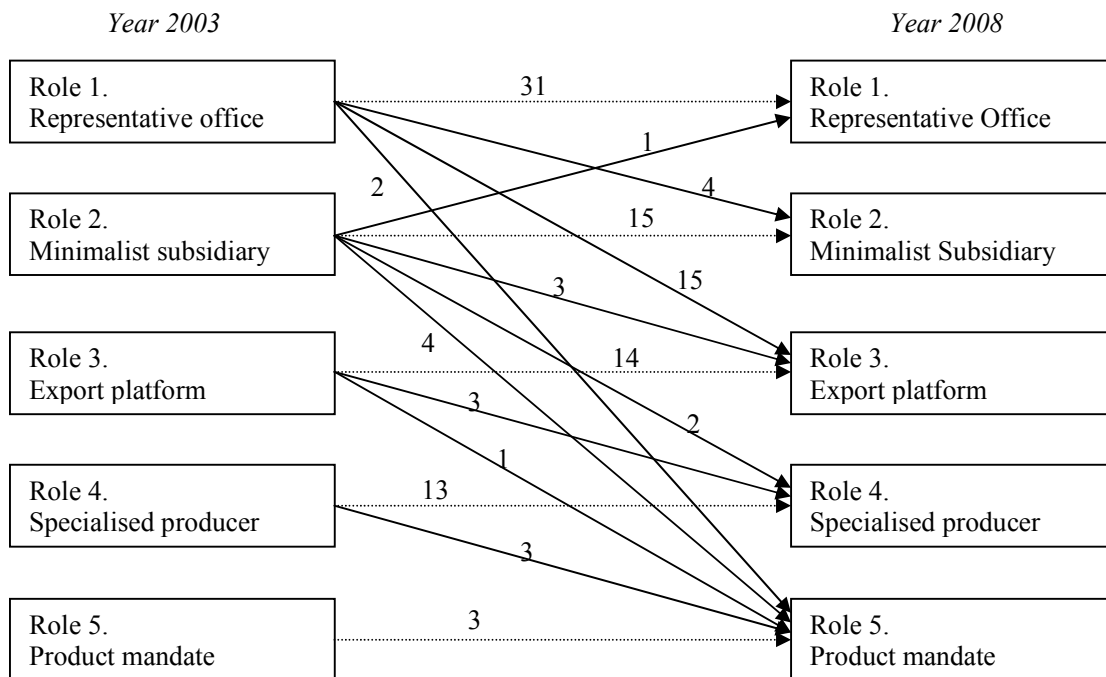 Year 2003
Year 2008
Role 1.
Representative office
31
Role 1.
Representative Office
1
2
4
Role 2.
Minimalist subsidiary
15
Role 2.
Minimalist Subsidiary
3
15
4
Role 3.
Export platform
14
Role 3.
Export platform
3
2
1
Role 4.
Specialised producer
13
Role 4.
Specialised producer
3
Role 5.
Product mandate
3
Role 5.
Product mandate